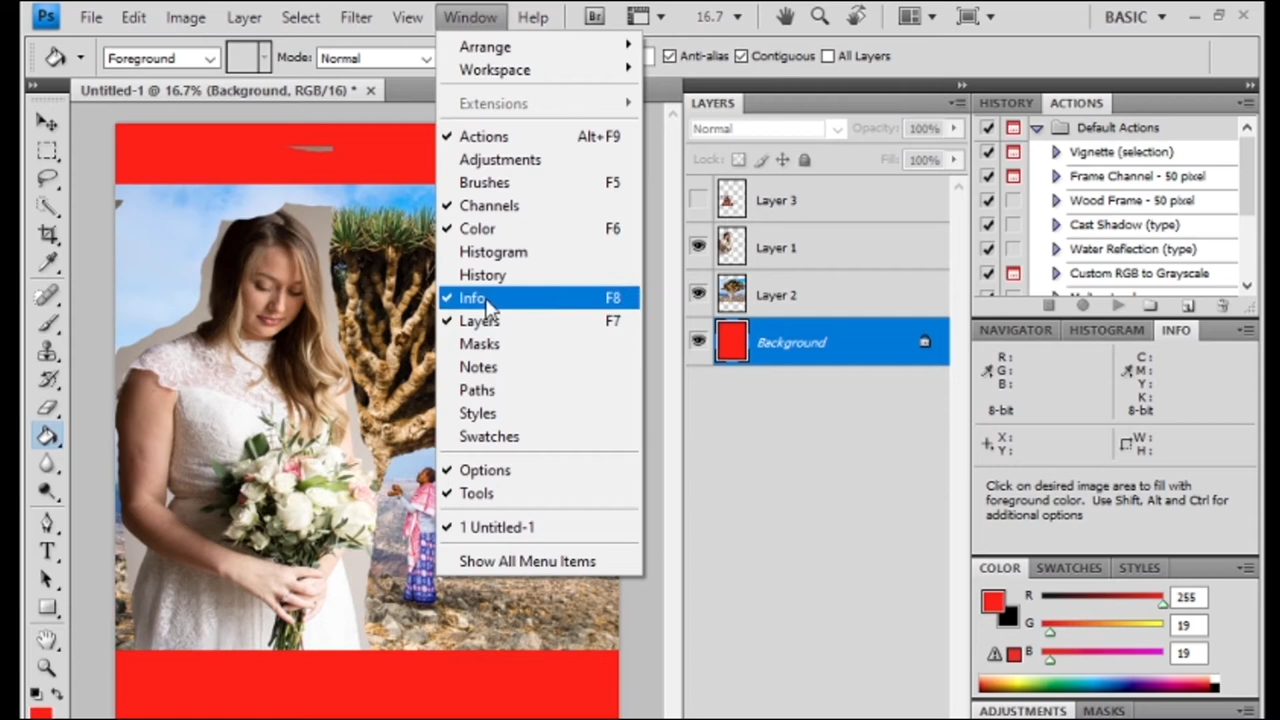 Ps File Edit Image Layer Select Filter View Window Help Br 16.7 BASIC
Foreground Mode: Normal Anti-alias Contiguous All Layers
Untitled-1 @ 16.7% (Background, RGB/16) *
Arrange
Workspace
Extensions
Actions Alt+F9
Adjustments
Brushes F5
Channels
Color F6
Histogram
History
Info F8
Layers F7
Masks
Notes
Paths
Styles
Swatches
Options
Tools
1 Untitled-1
Show All Menu Items
LAYERS
Normal Opacity: 100%
Lock: Fill: 100%
Layer 3
Layer 1
Layer 2
Background
HISTORY ACTIONS
Default Actions
Vignette (selection)
Frame Channel - 50 pixel
Wood Frame - 50 pixel
Cast Shadow (type)
Water Reflection (type)
Custom RGB to Grayscale
NAVIGATOR HISTOGRAM INFO
R: C:
G: M:
B: Y:
K:
8-bit 8-bit
X: W:
Y: H:
Click on desired image area to fill with
foreground color. Use Shift, Alt and Ctrl for
additional options
COLOR SWATCHES STYLES
R 255
G 19
B 19
ADJUSTMENTS MASKS